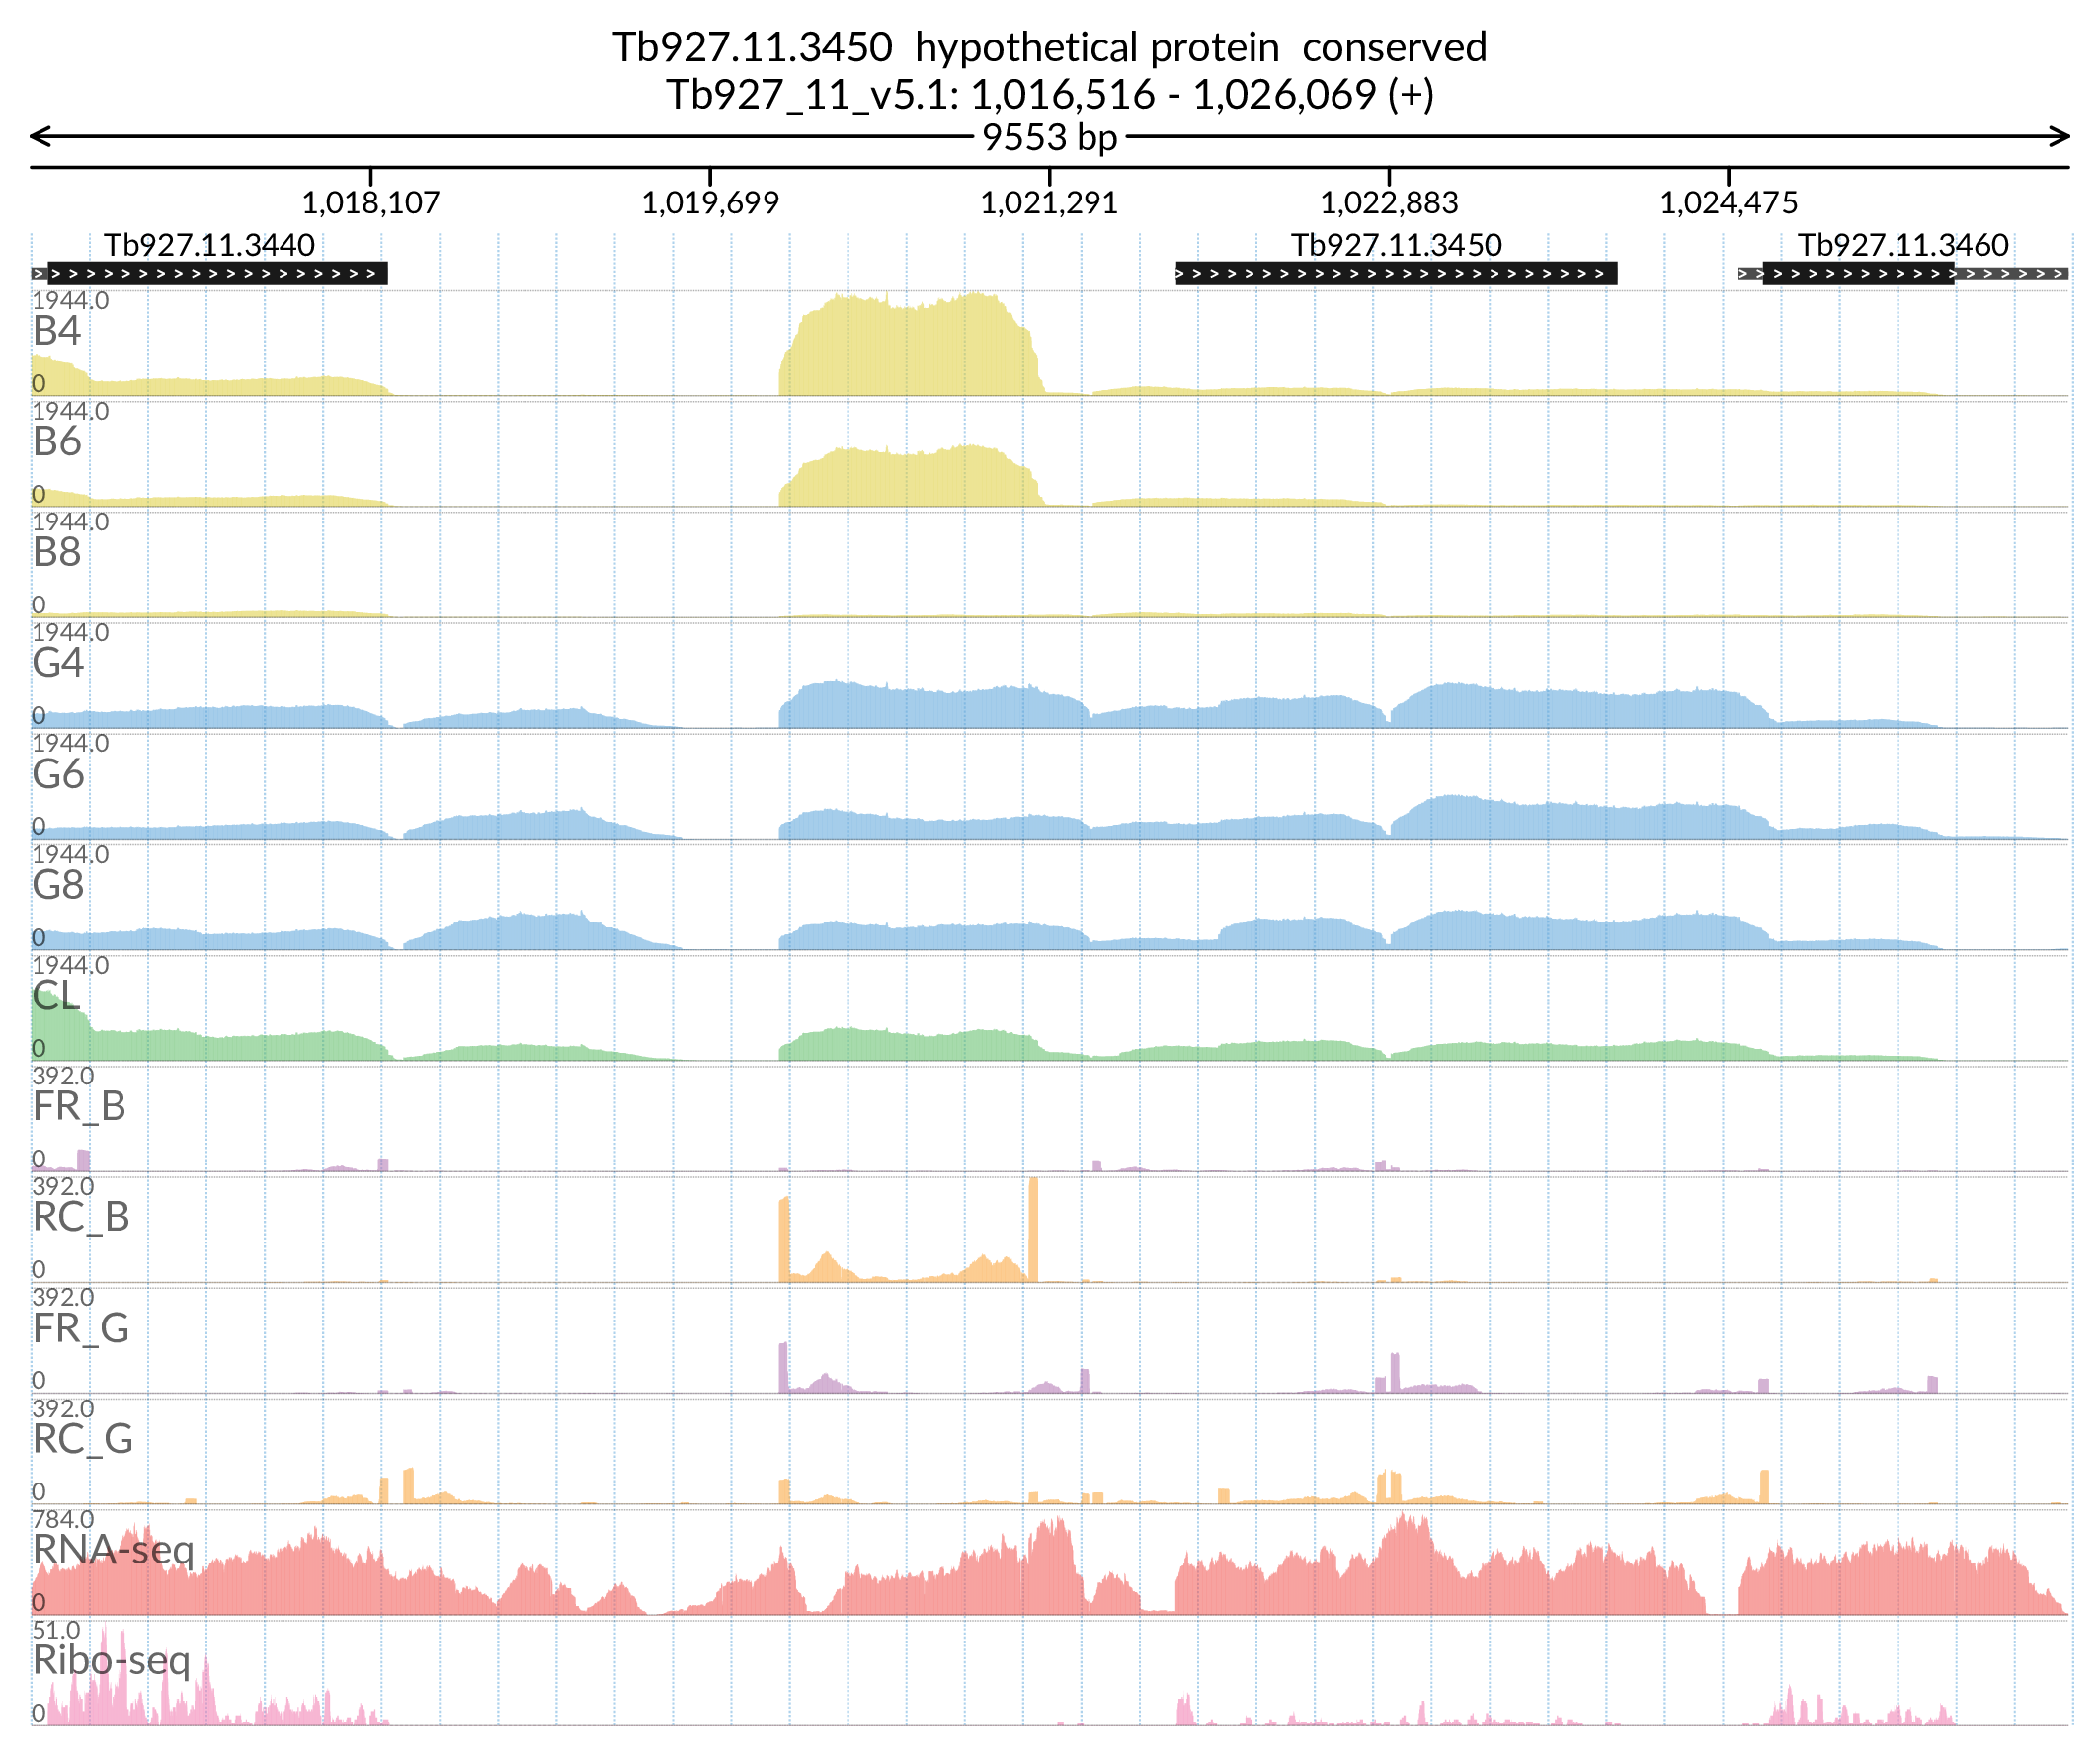 Tb927.11.3450  hypothetical protein  conserved
Tb927_11_v5.1: 1,016,516 - 1,026,069 (+)
9553 bp
1,018,107 1,019,699 1,021,291 1,022,883 1,024,475
Tb927.11.3440 Tb927.11.3450 Tb927.11.3460
1944.0
B4
0
1944.0
B6
0
1944.0
B8
0
1944.0
G4
0
1944.0
G6
0
1944.0
G8
0
1944.0
CL
0
392.0
FR_B
0
392.0
RC_B
0
392.0
FR_G
0
392.0
RC_G
0
784.0
RNA-seq
0
51.0
Ribo-seq
0